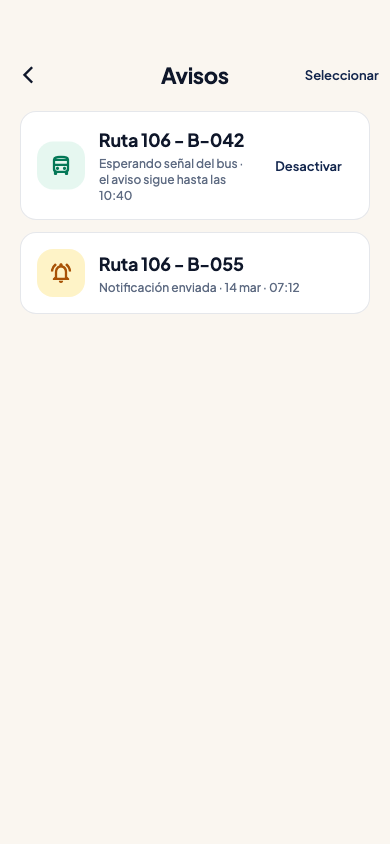 Avisos
Seleccionar
Ruta 106 – B-042
Esperando señal del bus ·
el aviso sigue hasta las
10:40
Desactivar
Ruta 106 – B-055
Notificación enviada · 14 mar · 07:12